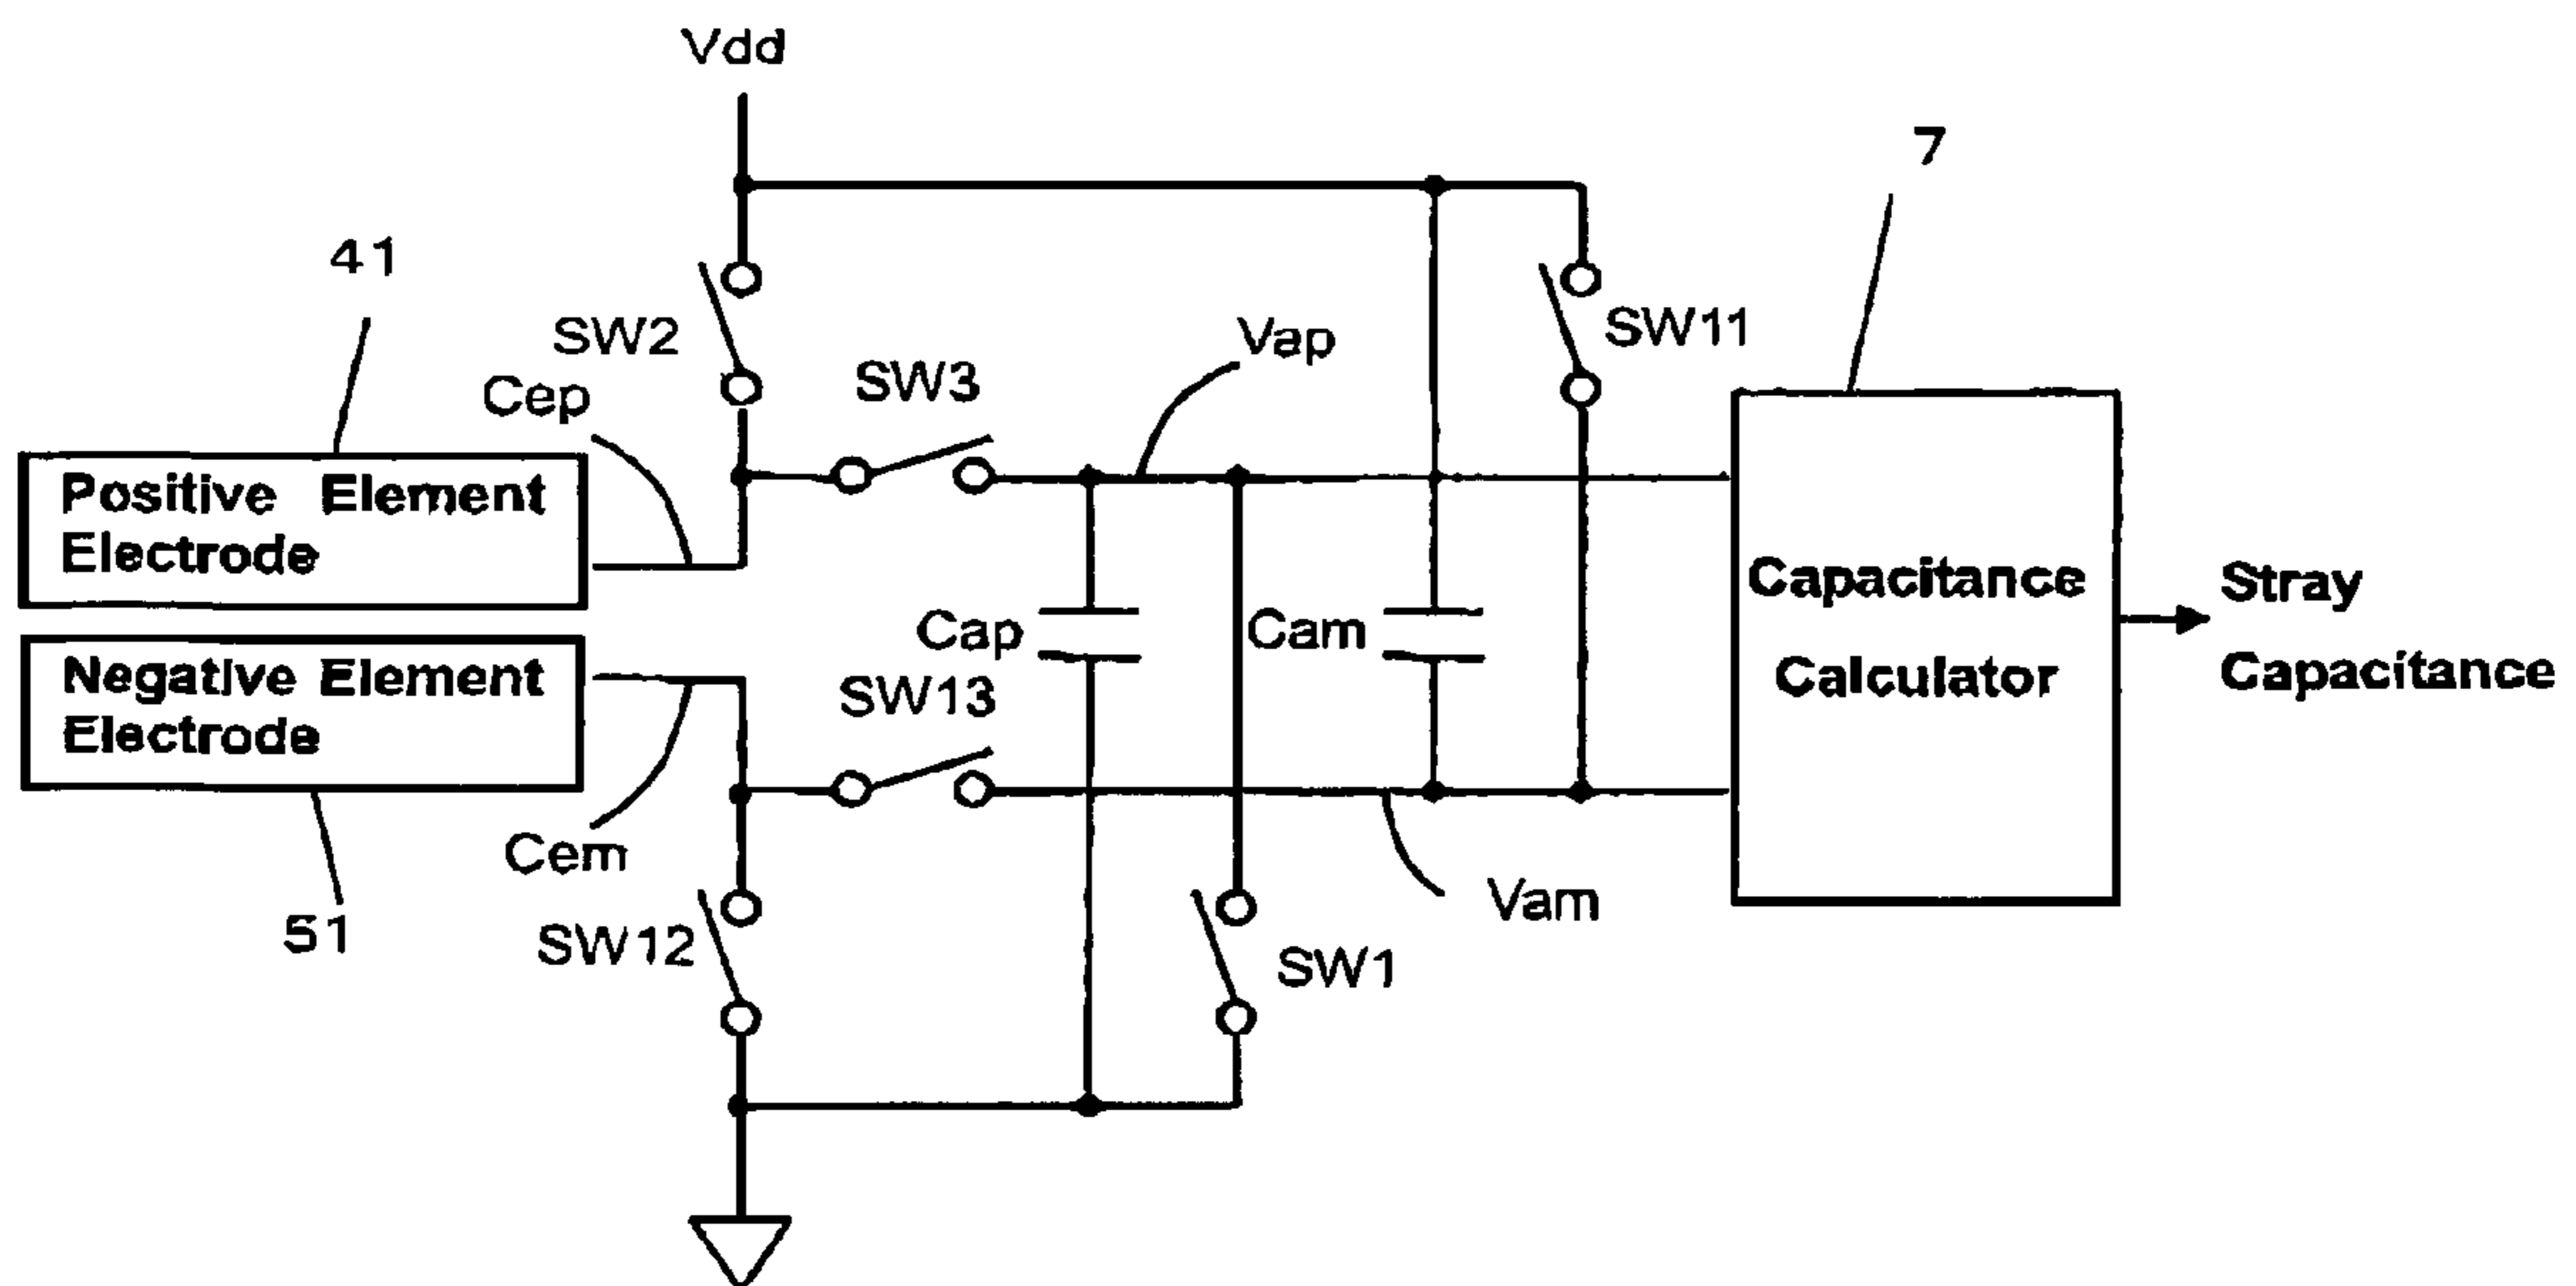 Vdd
7
41
SW2
SW3
Vap
SW11
Cep
Positive Element
Electrode
Capacitance
Calculator
Stray
Capacitance
Cap
Cam
Negative Element
Electrode
SW13
Cem
Vam
51
SW12
SW1